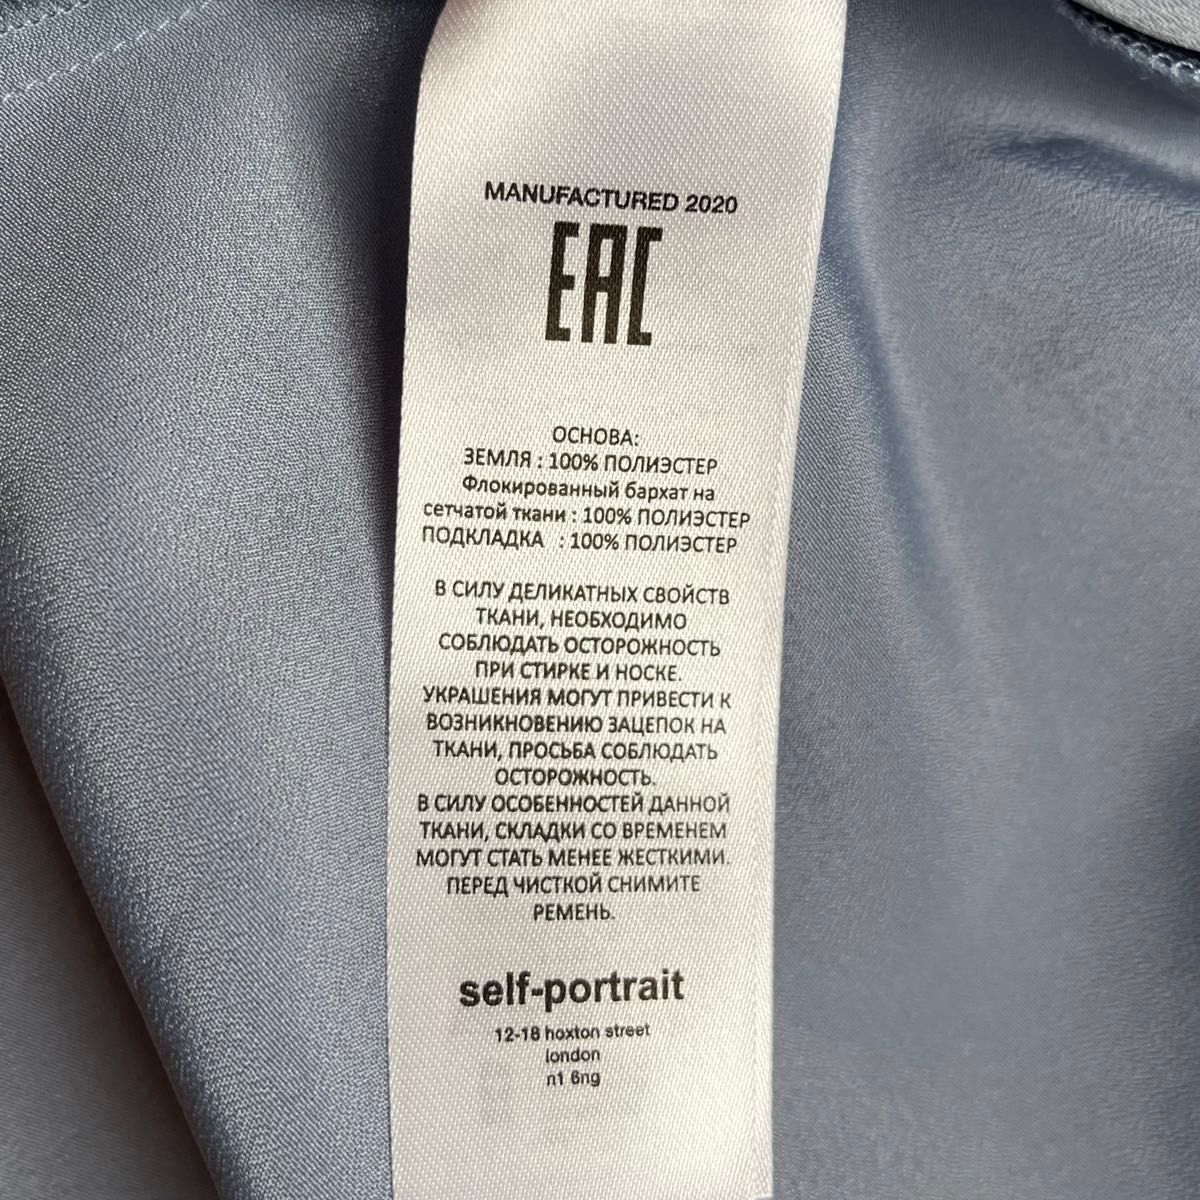 MANUFACTURED 2020
EAC
ОСНОВА:
ЗЕМЛЯ : 100% ПОЛИЭСТЕР
Флокированный бархат на
сетчатой ткани : 100% ПОЛИЭСТЕР
ПОДКЛАДКА : 100% ПОЛИЭСТЕР
В СИЛУ ДЕЛИКАТНЫХ СВОЙСТВ
ТКАНИ, НЕОБХОДИМО
СОБЛЮДАТЬ ОСТОРОЖНОСТЬ
ПРИ СТИРКЕ И НОСКЕ.
УКРАШЕНИЯ МОГУТ ПРИВЕСТИ К
ВОЗНИКНОВЕНИЮ ЗАЦЕПОК НА
ТКАНИ, ПРОСЬБА СОБЛЮДАТЬ
ОСТОРОЖНОСТЬ.
В СИЛУ ОСОБЕННОСТЕЙ ДАННОЙ
ТКАНИ, СКЛАДКИ СО ВРЕМЕНЕМ
МОГУТ СТАТЬ МЕНЕЕ ЖЕСТКИМИ.
ПЕРЕД ЧИСТКОЙ СНИМИТЕ
РЕМЕНЬ.
self-portrait
12-18 hoxton street
london
n1 6ng